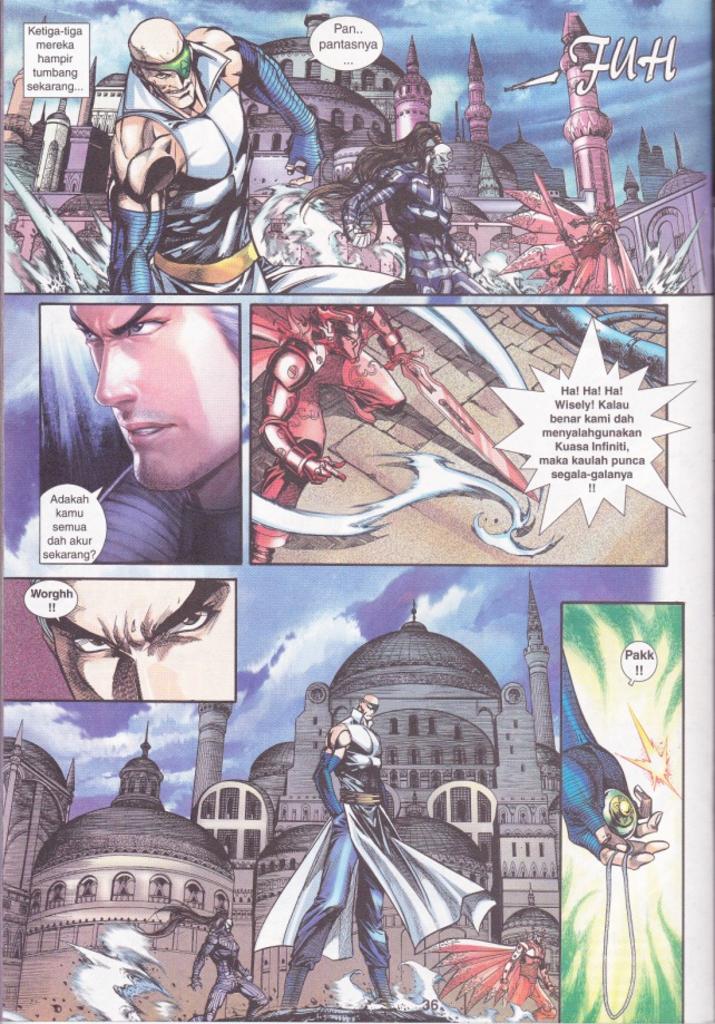 Ketiga-tiga
mereka
hampir
tumbang
sekarang...
Pan..
pantasnya
...
FUH
Adakah
kamu
semua
dah akur
sekarang?
Ha! Ha! Ha!
Wisely! Kalau
benar kami dah
menyalahgunakan
Kuasa Infiniti,
maka kaulah punca
segala-galanya
!!
Worghh
!!
Pakk
!!
36